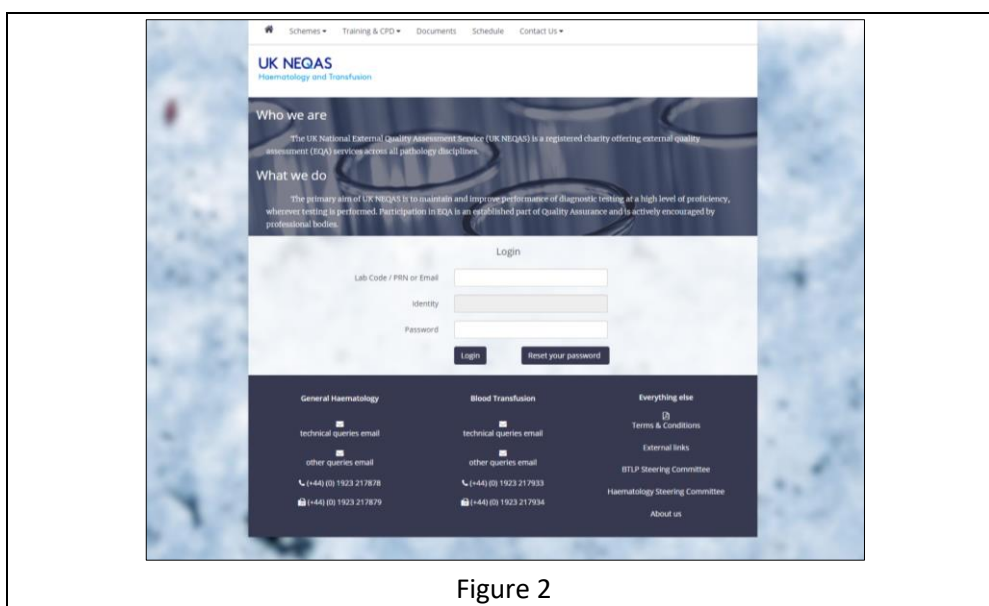 Schemes Training & CPD Documents Schedule Contact Us
UK NEQAS
Haematology and Transfusion
Who we are
The UK National External Quality Assessment Service (UK NEQAS) is a registered charity offering external quality
assessment (EQA) services across all pathology disciplines.
What we do
The primary aim of UK NEQAS is to maintain and improve performance of diagnostic testing at a high level of proficiency,
wherever testing is performed. Participation in EQA is an established part of Quality Assurance and is actively encouraged by
professional bodies.
Login
Lab Code / PRN or Email
Identity
Password
Login Reset your password
General Haematology
technical queries email
other queries email
(+44) (0) 1923 217878
(+44) (0) 1923 217879
Blood Transfusion
technical queries email
other queries email
(+44) (0) 1923 217933
(+44) (0) 1923 217934
Everything else
Terms & Conditions
External links
BTLP Steering Committee
Haematology Steering Committee
About us
Figure 2